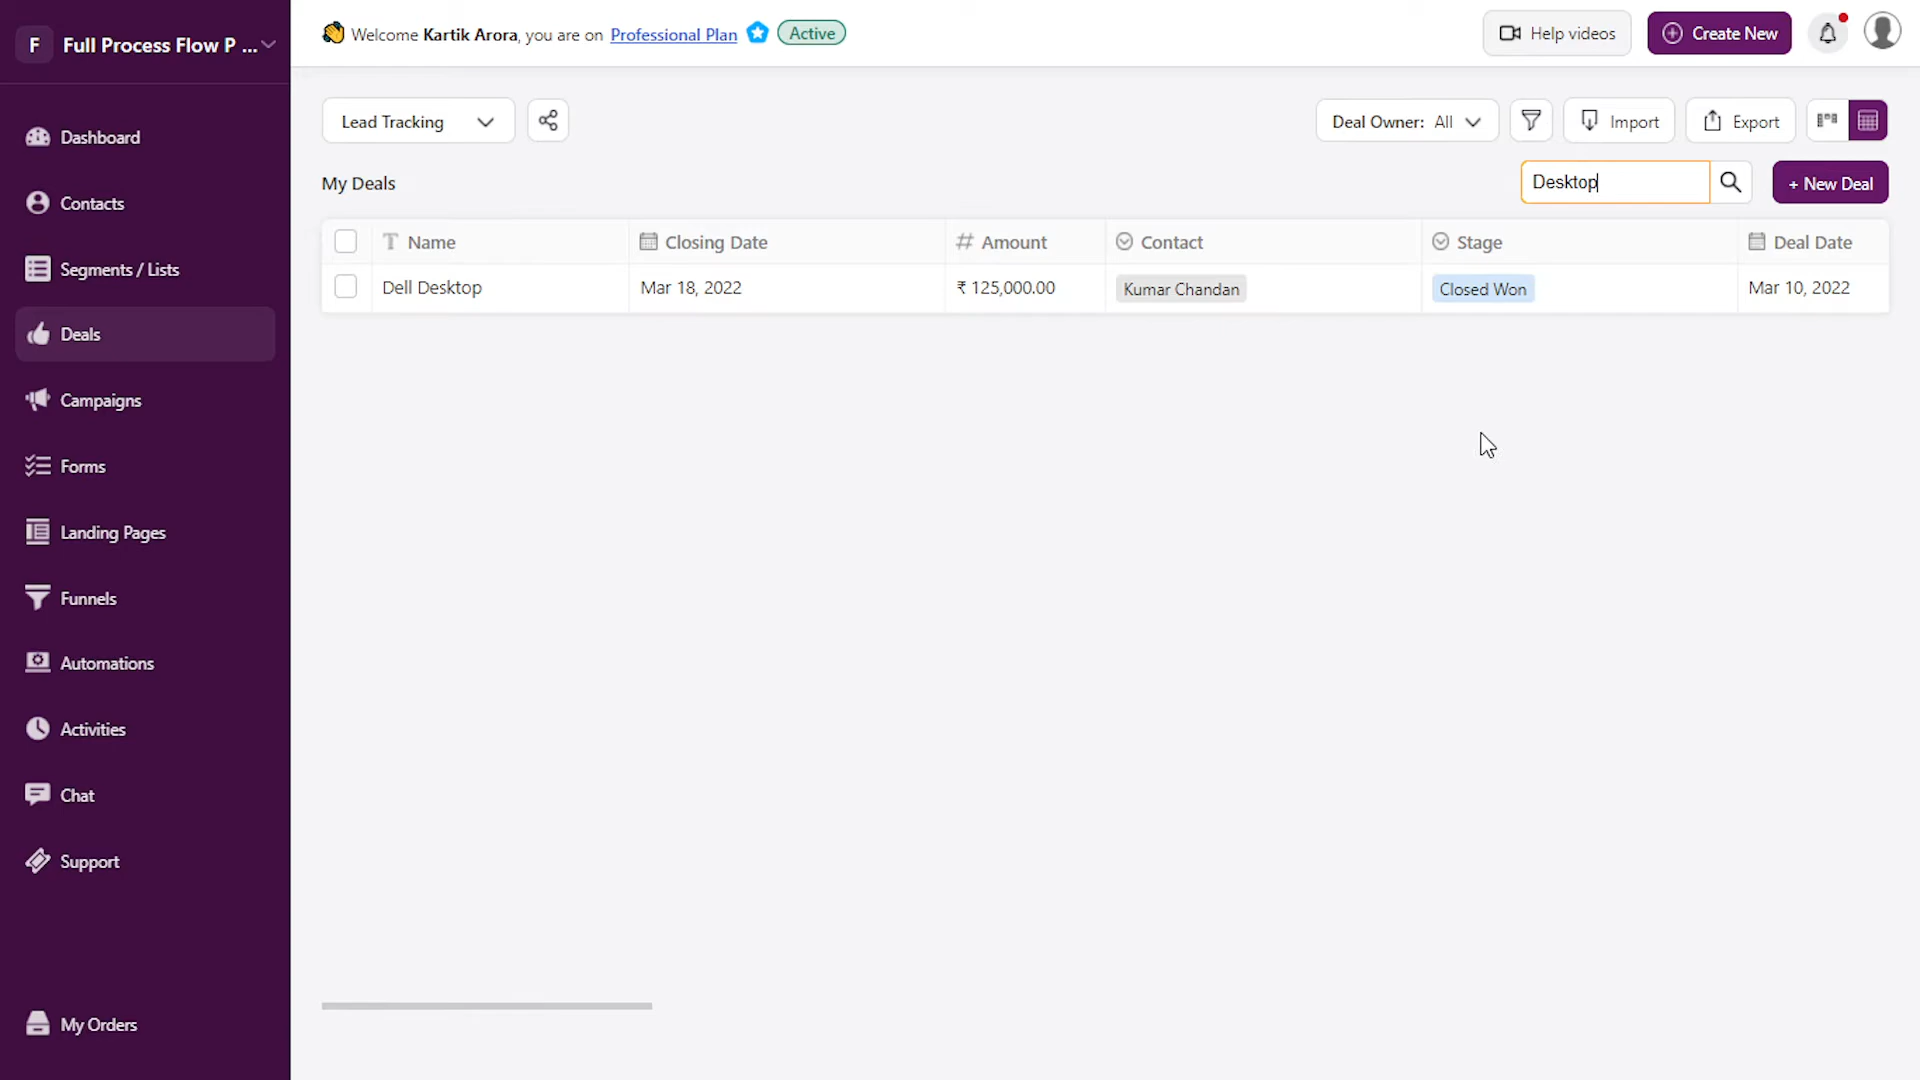 F Full Process Flow P ...
Welcome Kartik Arora, you are on Professional Plan Active
Help videos
Create New
Dashboard
Contacts
Segments / Lists
Deals
Campaigns
Forms
Landing Pages
Funnels
Automations
Activities
Chat
Support
My Orders
Lead Tracking
Deal Owner: All
Import
Export
My Deals
Desktop
+ New Deal
Name Closing Date Amount Contact Stage Deal Date
Dell Desktop Mar 18, 2022 ₹ 125,000.00 Kumar Chandan Closed Won Mar 10, 2022